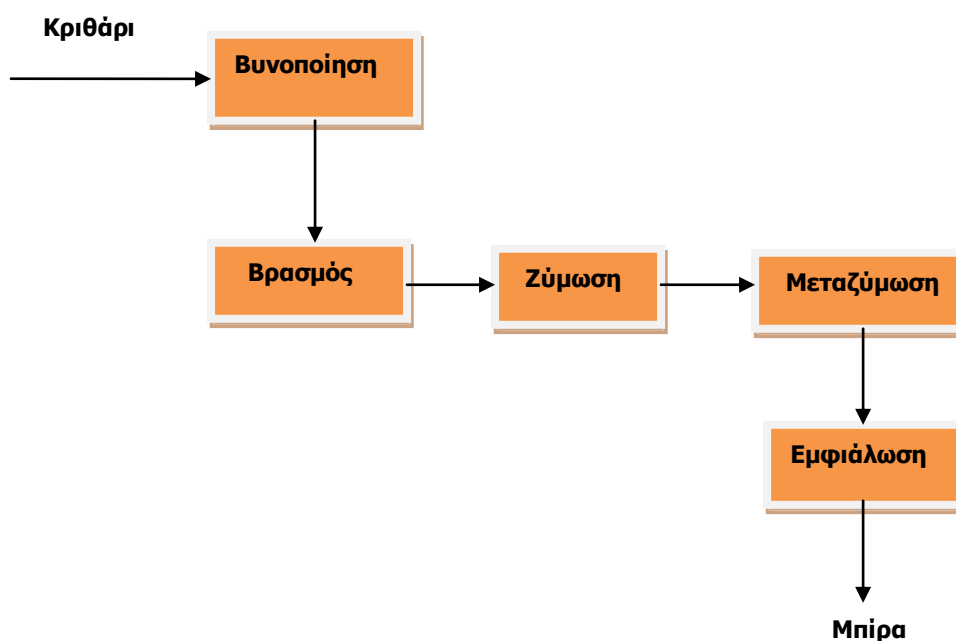 Κριθάρι
Βυνοποίηση
Βρασμός
Ζύμωση
Μεταζύμωση
Εμφιάλωση
Μπίρα